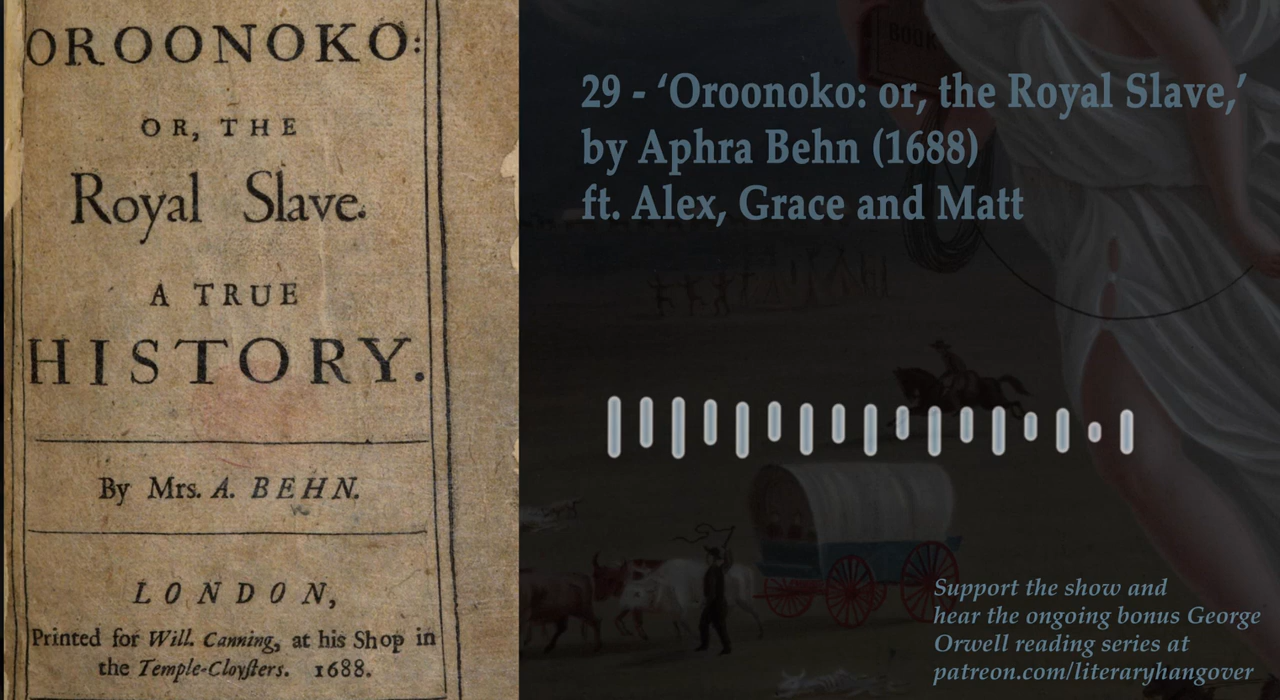 OROONOKO:
OR, THE
Royal Slave.
A TRUE
HISTORY.
By Mrs. A. BEHN.
LONDON,
Printed for Will. Canning, at his Shop in
the Temple-Cloysters. 1688.
BOOK
29 - ‘Oroonoko: or, the Royal Slave,’
by Aphra Behn (1688)
ft. Alex, Grace and Matt
Support the show and
hear the ongoing bonus George
Orwell reading series at
patreon.com/literaryhangover